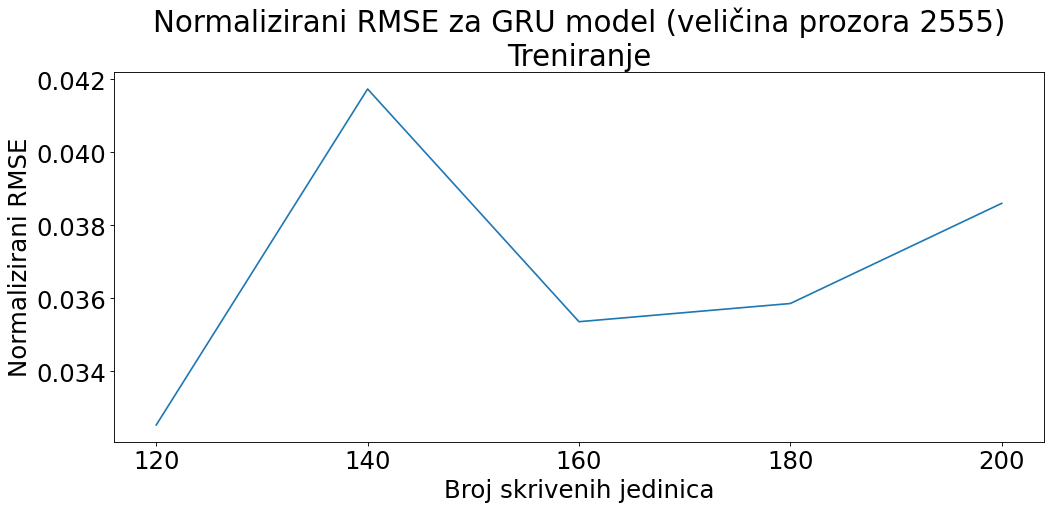 Normalizirani RMSE za GRU model (veličina prozora 2555)
Treniranje
Normalizirani RMSE
0.042
0.040
0.038
0.036
0.034
120 140 160 180 200
Broj skrivenih jedinica